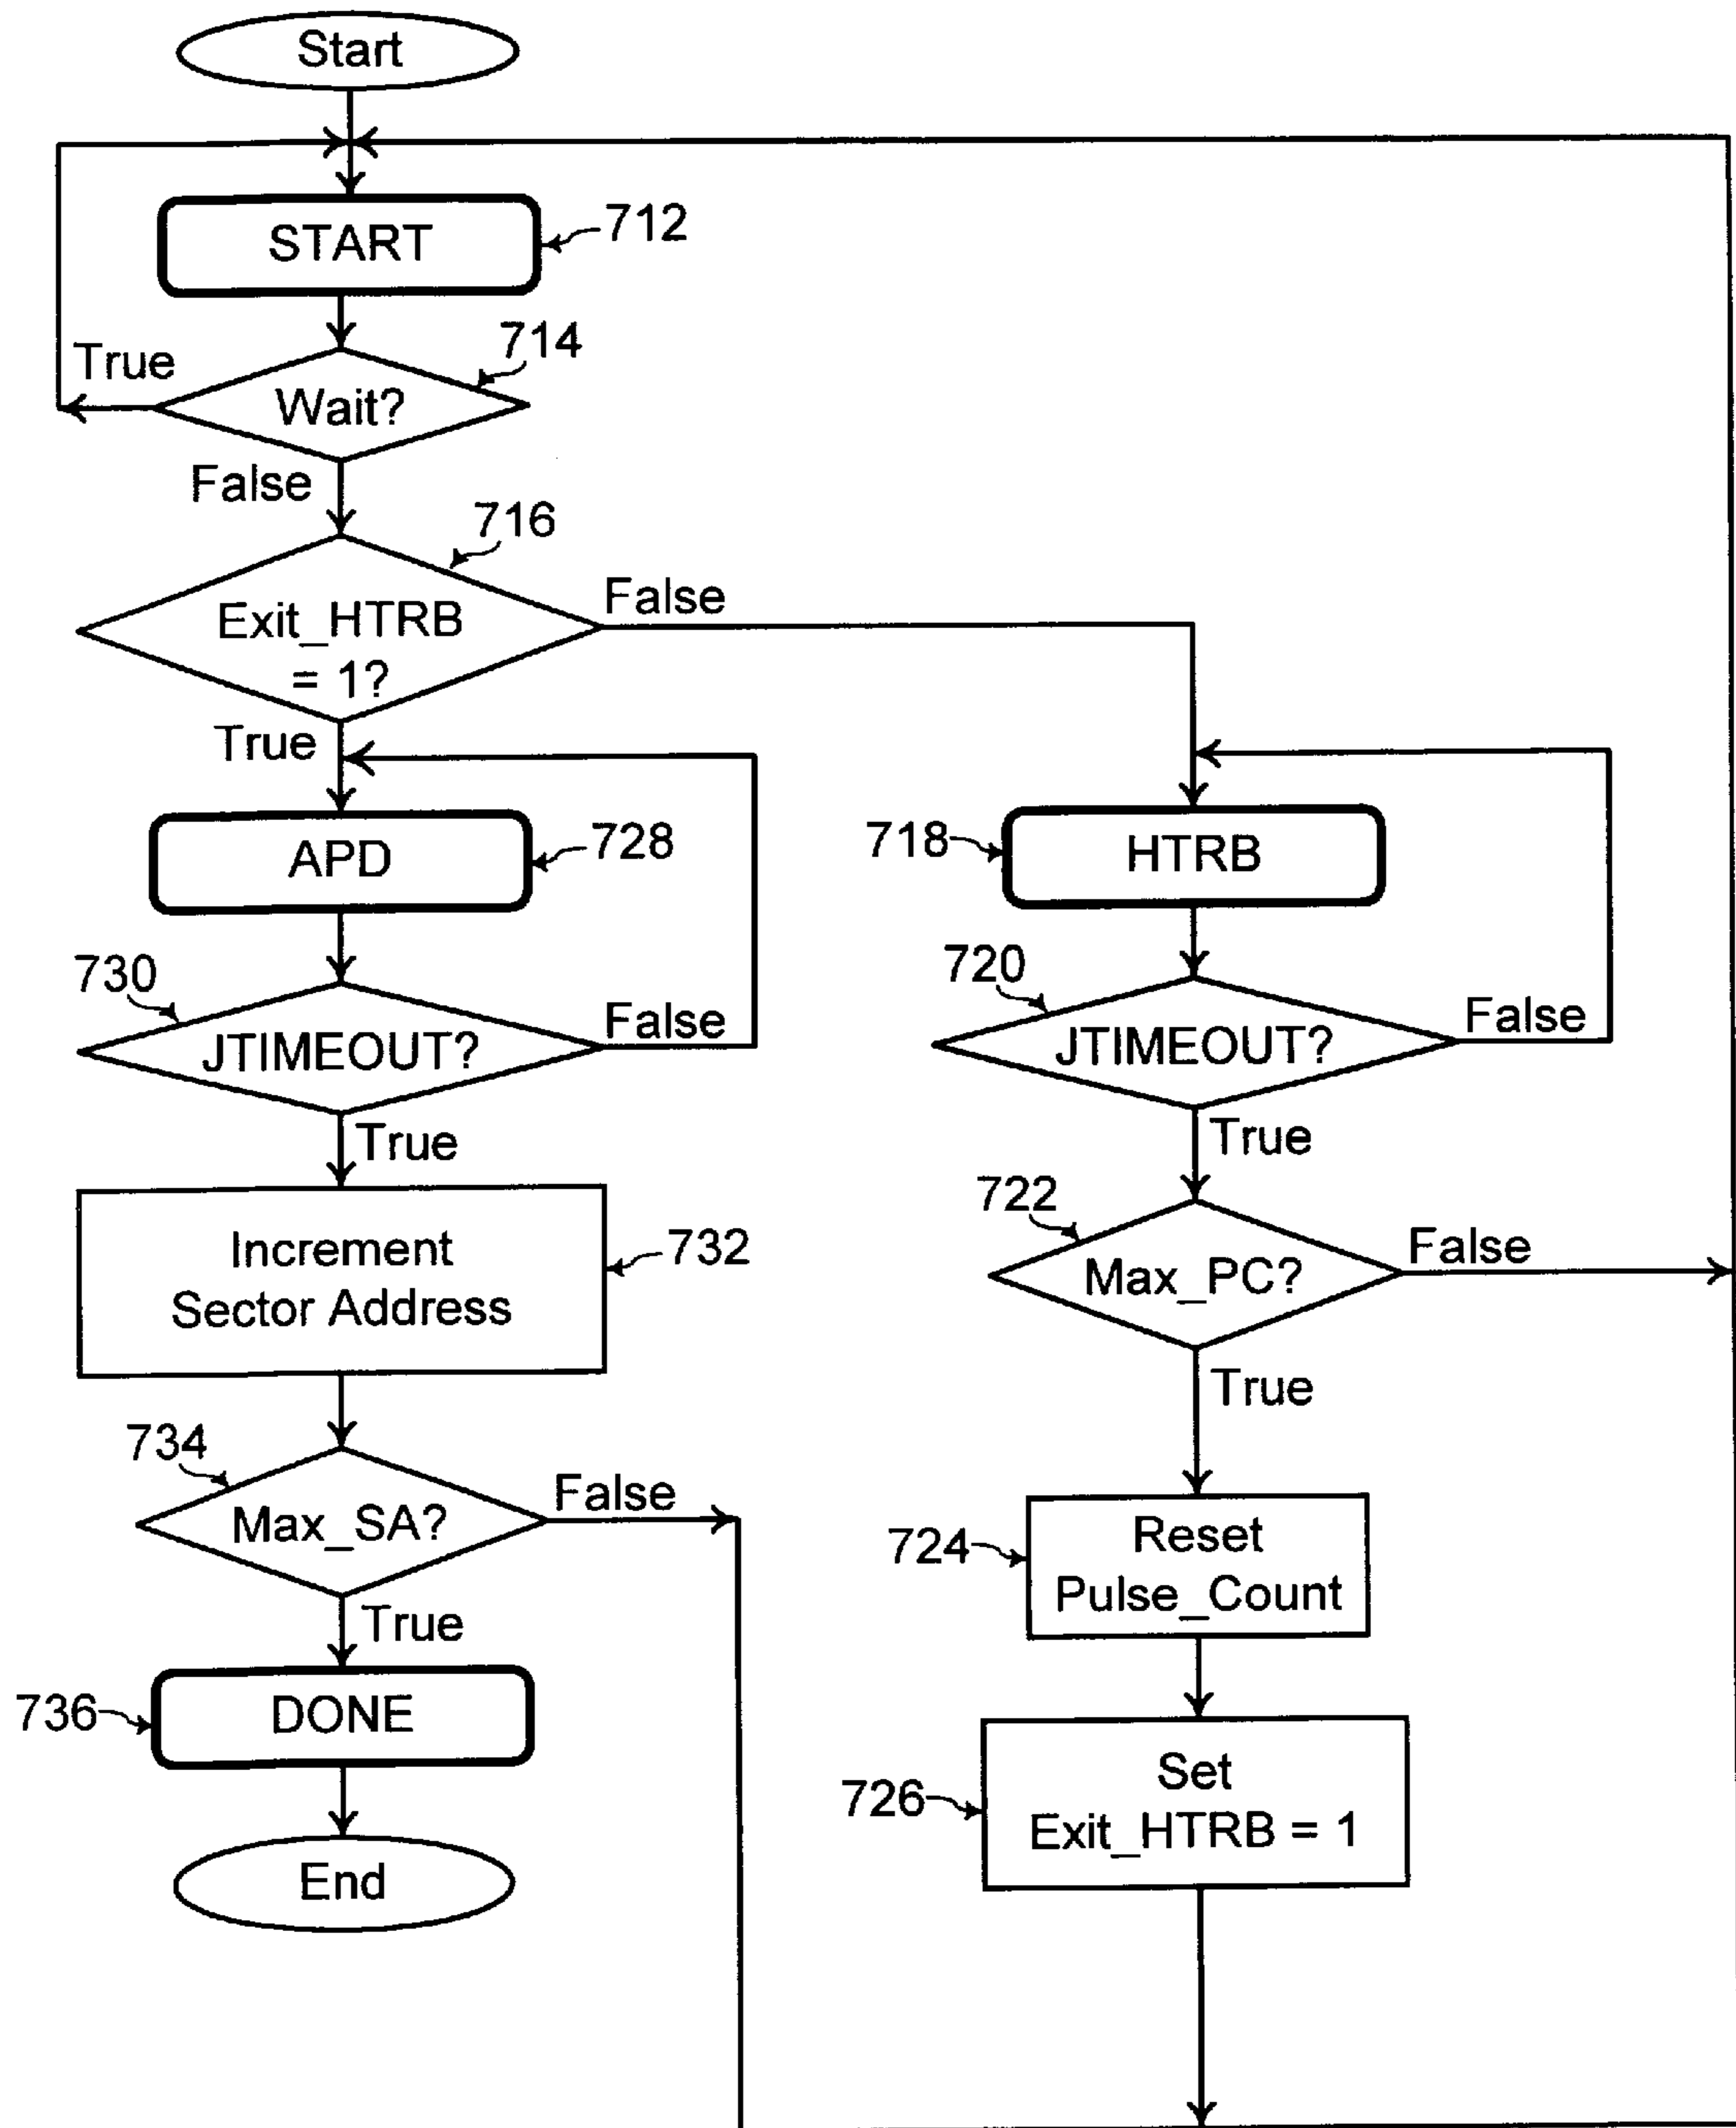 Start
START
712
714
True
Wait?
False
716
Exit_HTRB
= 1?
False
True
APD
728
718
HTRB
730
JTIMEOUT?
False
720
JTIMEOUT?
False
True
True
Increment
Sector Address
732
722
Max_PC?
False
True
734
Max_SA?
False
True
724
Reset
Pulse_Count
736
DONE
726
Set
Exit_HTRB = 1
End